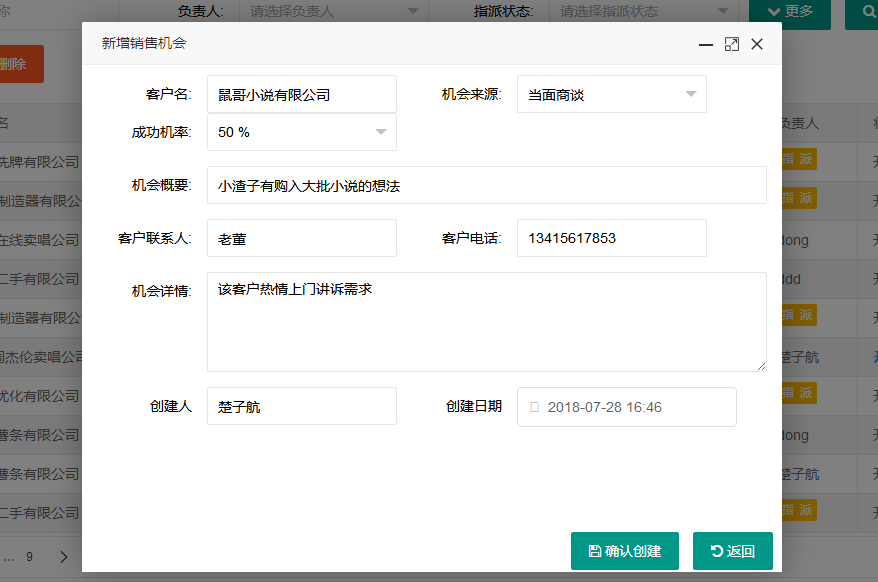 你 负责人: 请选择负责人 指派状态: 请选择指派状态 更多
新增销售机会
删除
客户名: 鼠哥小说有限公司 机会来源: 当面商谈
名 负责人
成功机率: 50 %
洗牌有限公司 指 派
机会概要: 小渣子有购入大批小说的想法
制造器有限公 指 派
客户联系人: 老董 客户电话: 13415617853
在线卖唱公司 dong
二手有限公司 ddd
机会详情: 该客户热情上门讲诉需求
制造器有限公 指 派
周杰伦卖唱公司 楚子航
优化有限公司 指 派
创建人 楚子航 创建日期 2018-07-28 16:46
薯条有限公司 dong
薯条有限公司 楚子航
二手有限公司 指 派
... 9
确认创建 返回